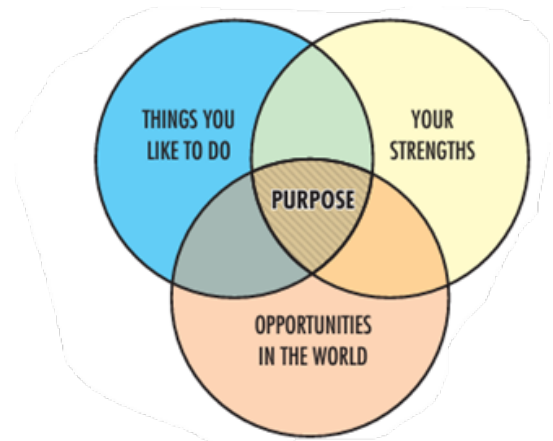 THINGS YOU
LIKE TO DO
YOUR
STRENGTHS
PURPOSE
OPPORTUNITIES
IN THE WORLD